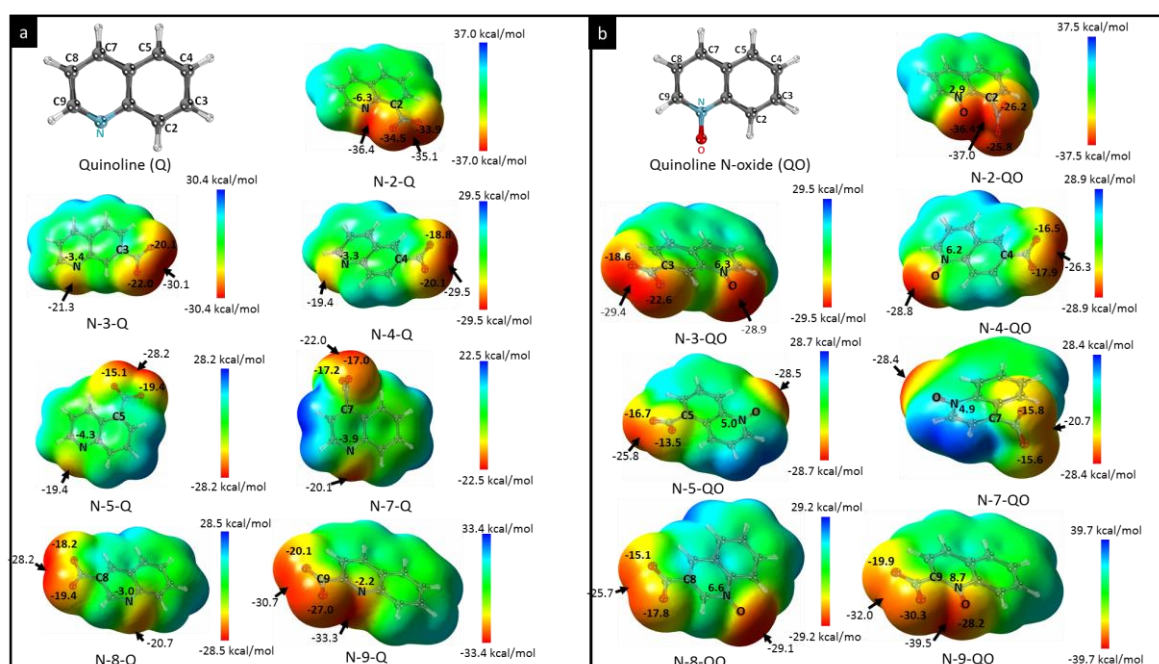 a
C7
C5
C8
C4
C9
C3
N
C2
Quinoline (Q)
37.0 kcal/mol
-6.3
C2
N
-33.9
-34.5
-36.4
-35.1
-37.0 kcal/mol
N-2-Q
30.4 kcal/mol
C3
-20.1
-3.4
N
-22.0
-30.1
-21.3
-30.4 kcal/mol
N-3-Q
29.5 kcal/mol
-18.8
-3.3
C4
N
-20.1
-29.5
-19.4
-29.5 kcal/mol
N-4-Q
-28.2
28.2 kcal/mol
-15.1
-19.4
C5
-4.3
N
-19.4
-28.2 kcal/mol
N-5-Q
-22.0
-17.0
22.5 kcal/mol
-17.2
C7
-3.9
N
-20.1
-22.5 kcal/mol
N-7-Q
28.5 kcal/mol
-18.2
-28.2
C8
-19.4
-3.0
N
-20.7
-28.5 kcal/mol
N-8-Q
33.4 kcal/mol
-20.1
C9
-2.2
N
-30.7
-27.0
-33.3
-33.4 kcal/mol
N-9-Q
b
C7
C5
C8
C4
C9
N
C3
C2
O
Quinoline N-oxide (QO)
37.5 kcal/mol
2.9
N
C2
-26.2
O
-36.4
-25.8
-37.0
-37.5 kcal/mol
N-2-QO
29.5 kcal/mol
-18.6
C3
6.3
N
O
-22.6
-29.4
-28.9
-29.5 kcal/mol
N-3-QO
28.9 kcal/mol
-16.5
6.2
N
C4
O
-17.9
-26.3
-28.8
-28.9 kcal/mol
N-4-QO
28.7 kcal/mol
-28.5
-16.7
C5
O
N
5.0
-13.5
-25.8
-28.7 kcal/mol
N-5-QO
-28.4
28.4 kcal/mol
O
N
4.9
-15.8
C7
-20.7
-15.6
-28.4 kcal/mol
N-7-QO
29.2 kcal/mol
-15.1
C8
6.6
N
-25.7
-17.8
O
-29.1
-29.2 kcal/mo
N-8-QO
39.7 kcal/mol
-19.9
C9
8.7
N
O
-32.0
-30.3
-28.2
-39.5
-39.7 kcal/mol
N-9-QO